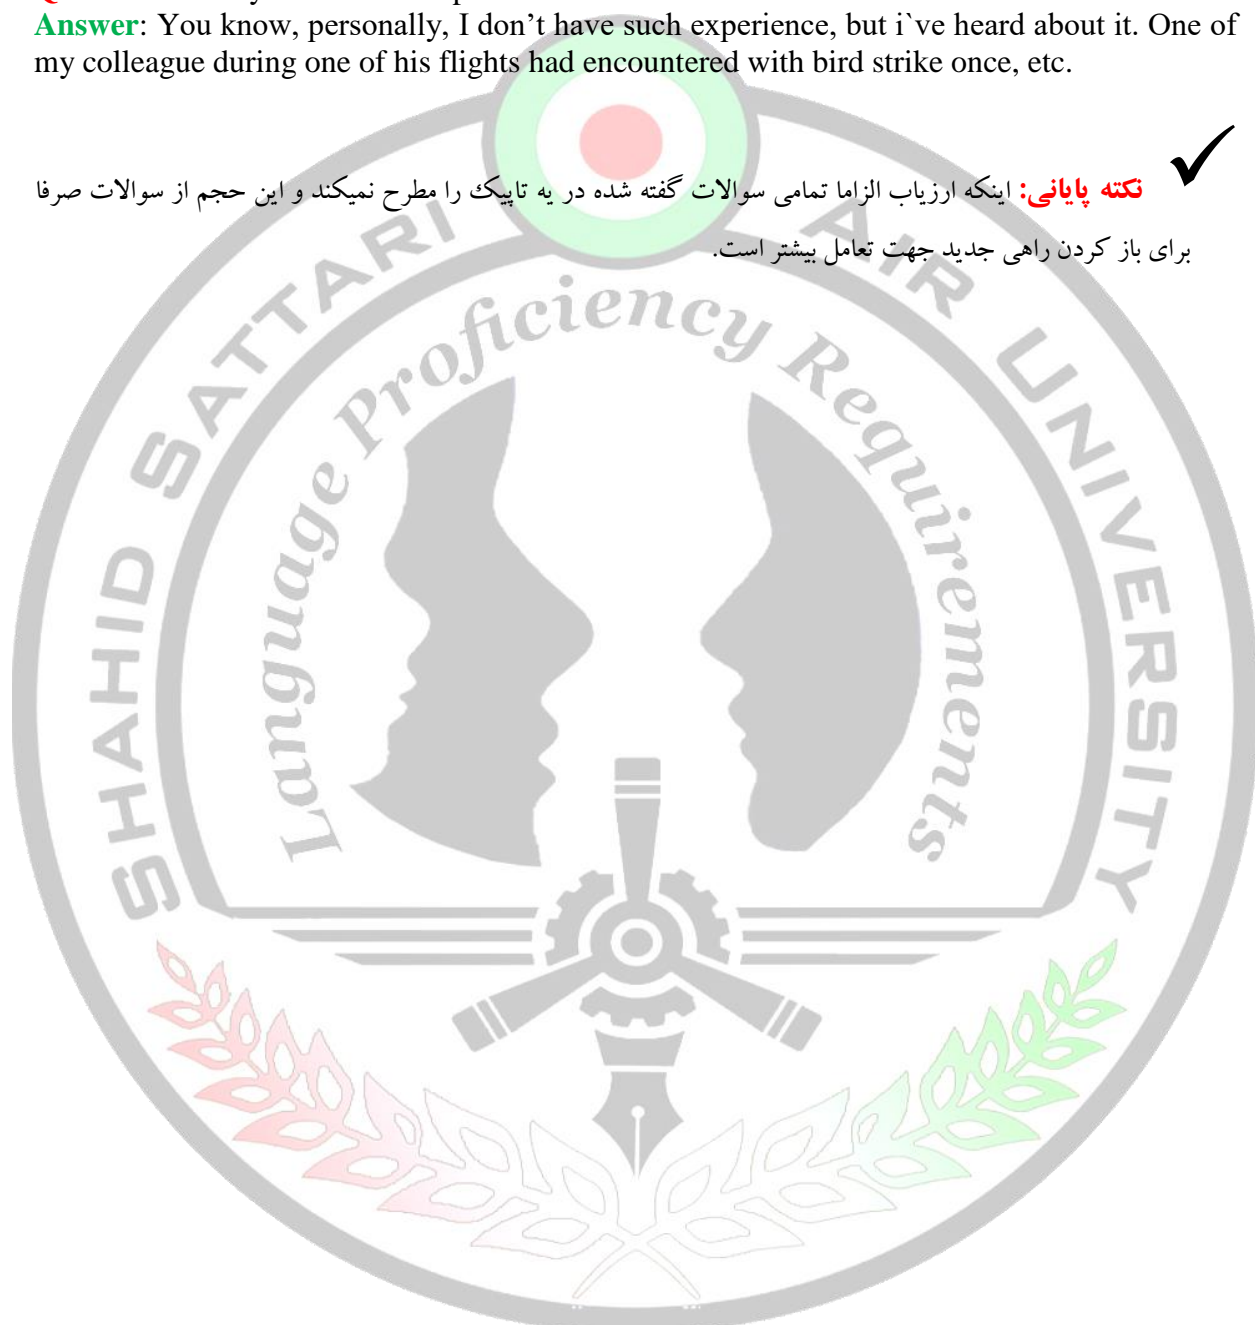 Answer: You know, personally, I don’t have such experience, but i`ve heard about it. One of
my colleague during one of his flights had encountered with bird strike once, etc.
نکته پایانی: اینکه ارزیاب الزاما تمامی سوالات گفته شده در یه تاپیک را مطرح نمیکند و این حجم از سوالات صرفا
برای باز کردن راهی جدید جهت تعامل بیشتر است.
SHAHID SATTARI AIR UNIVERSITY
Language Proficiency Requirements